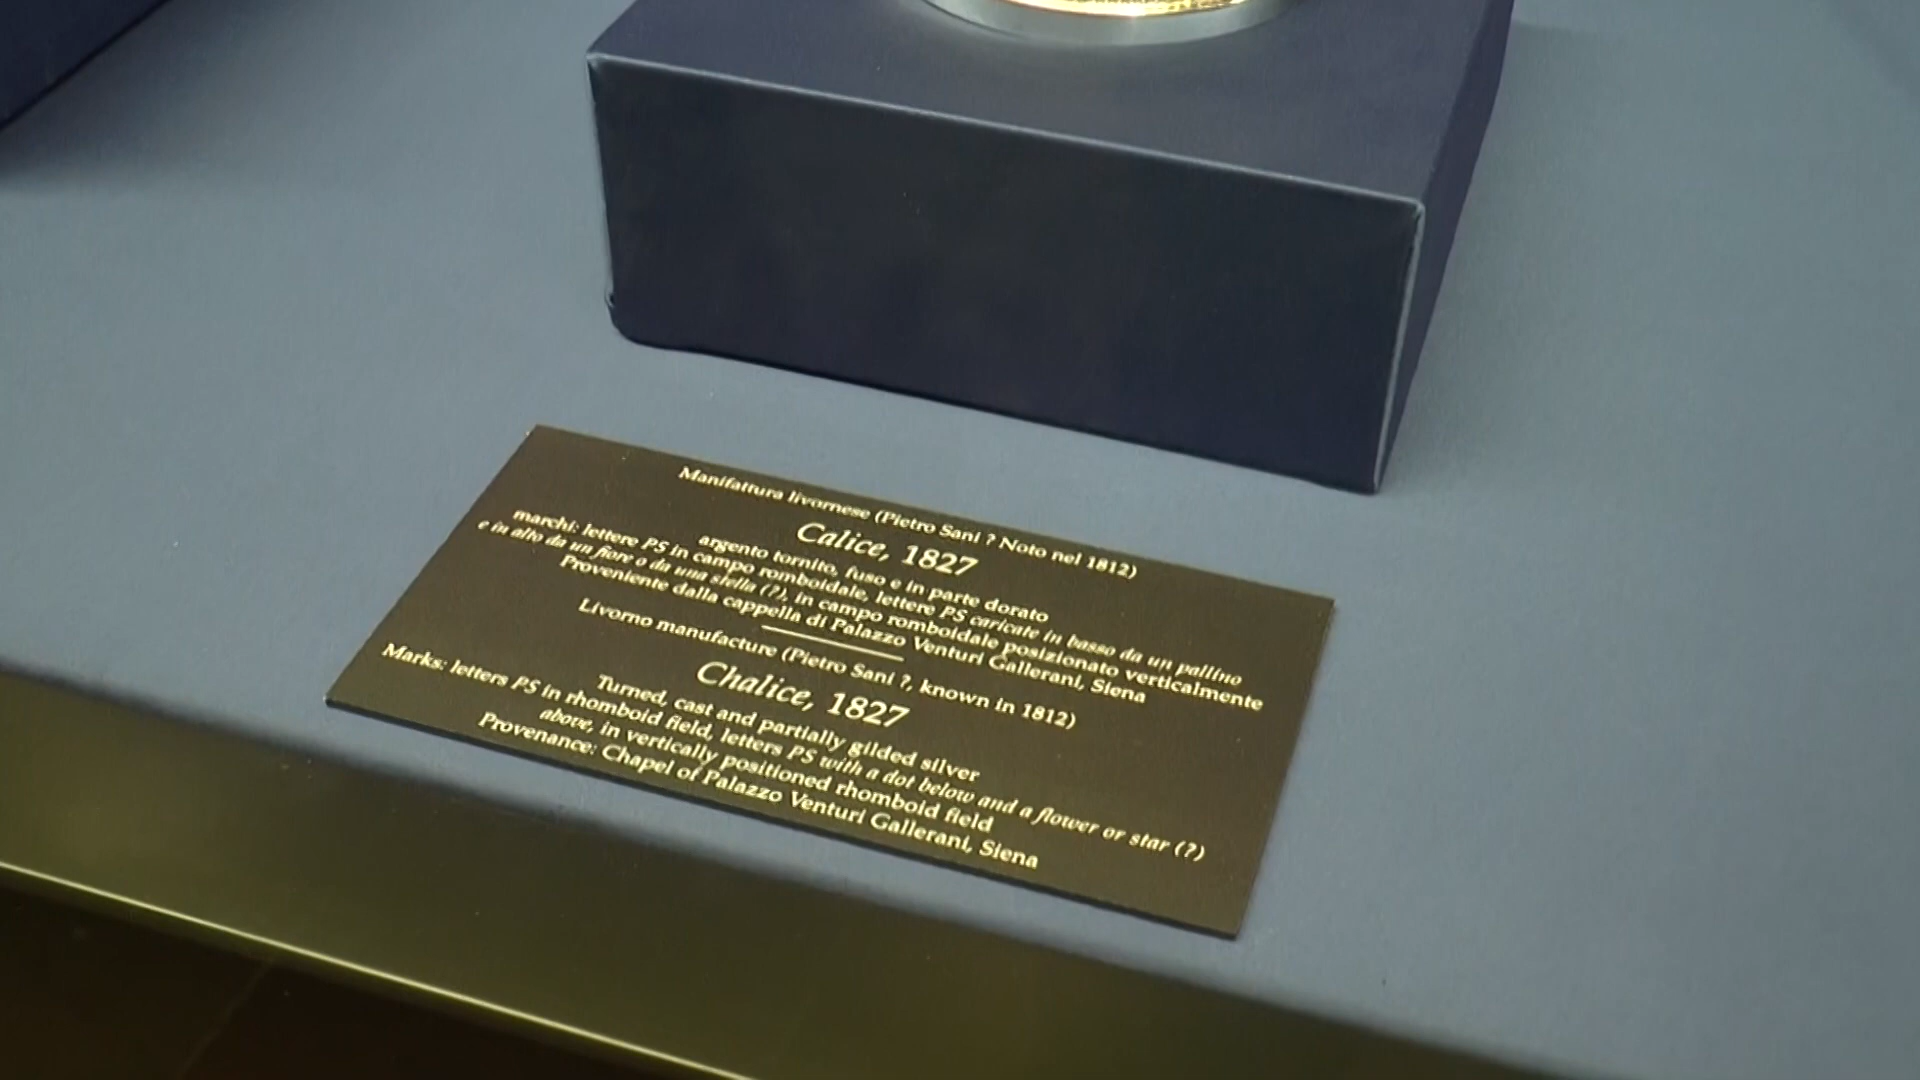 Manifattura livornese (Pietro Sani ? Noto nel 1812)
Calice, 1827
argento tornito, fuso e in parte dorato
marchi: lettere PS in campo romboidale, lettere PS caricate in basso da un pallino
e in alto da un fiore o da una stella (?), in campo romboidale posizionato verticalmente
Proveniente dalla cappella di Palazzo Venturi Gallerani, Siena
Livorno manufacture (Pietro Sani ?, known in 1812)
Chalice, 1827
Turned, cast and partially gilded silver
Marks: letters PS in rhomboid field, letters PS with a dot below and a flower or star (?)
above, in vertically positioned rhomboid field
Provenance: Chapel of Palazzo Venturi Gallerani, Siena